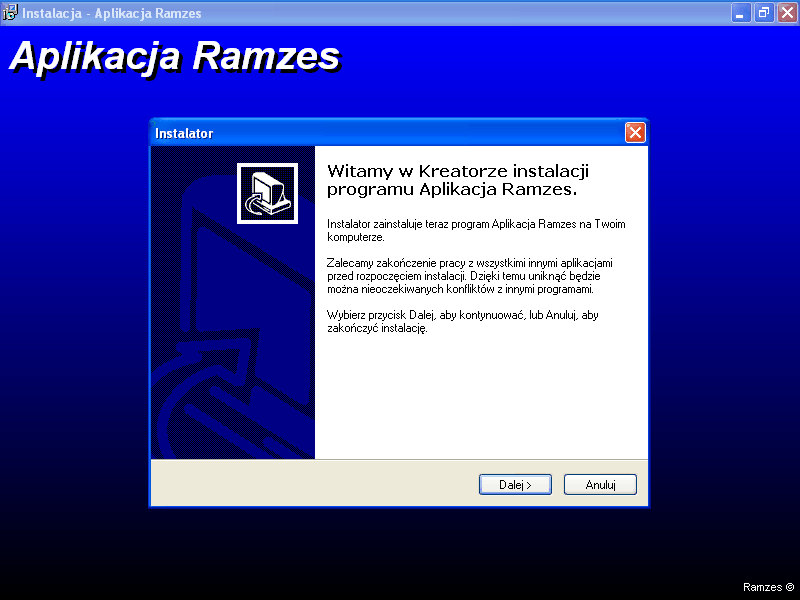 Instalacja - Aplikacja Ramzes
Aplikacja Ramzes
Instalator
Witamy w Kreatorze instalacji
programu Aplikacja Ramzes.
Instalator zainstaluje teraz program Aplikacja Ramzes na Twoim
komputerze.
Zalecamy zakończenie pracy z wszystkimi innymi aplikacjami
przed rozpoczęciem instalacji. Dzięki temu uniknąć będzie
można nieoczekiwanych konfliktów z innymi programami.
Wybierz przycisk Dalej, aby kontynuować, lub Anuluj, aby
zakończyć instalację.
Dalej >
Anuluj
Ramzes ©